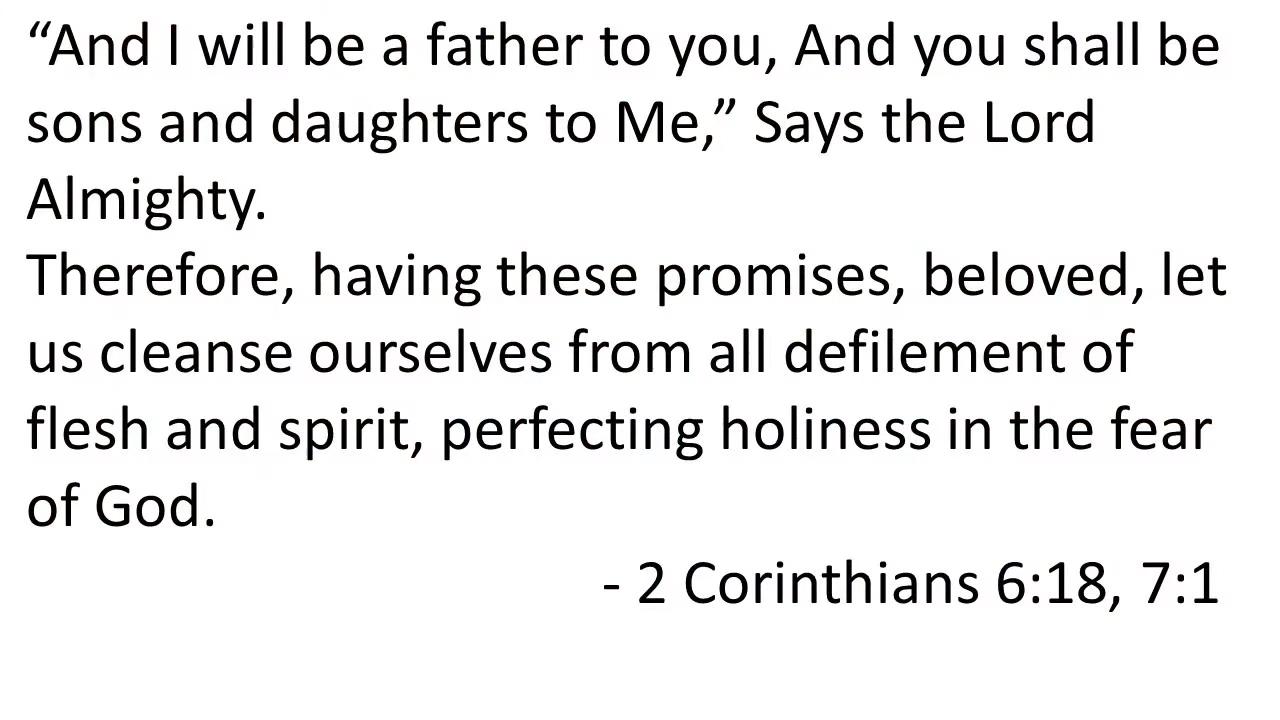 “And I will be a father to you, And you shall be
sons and daughters to Me,” Says the Lord
Almighty.
Therefore, having these promises, beloved, let
us cleanse ourselves from all defilement of
flesh and spirit, perfecting holiness in the fear
of God.
- 2 Corinthians 6:18, 7:1